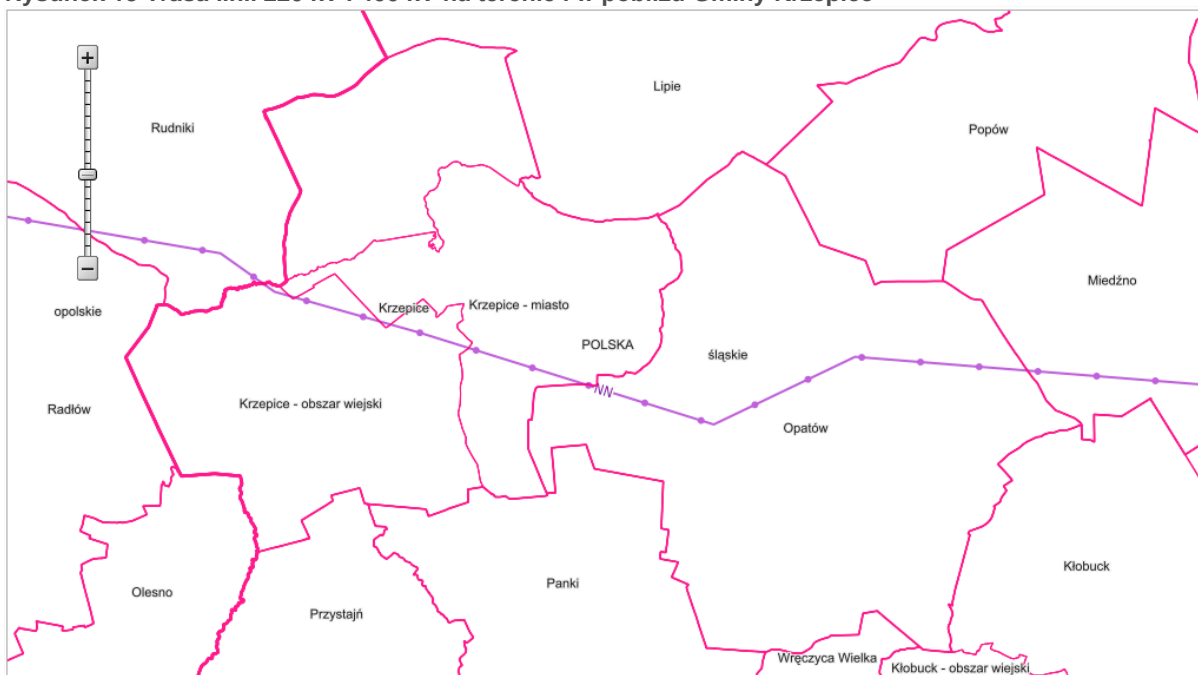 Lipie
Rudniki
Popów
Miedźno
opolskie
Krzepice
Krzepice - miasto
POLSKA
śląskie
NN
Radłów
Krzepice - obszar wiejski
Opatów
Kłobuck
Panki
Olesno
Przystajń
Wręczyca Wielka
Kłobuck - obszar wiejski